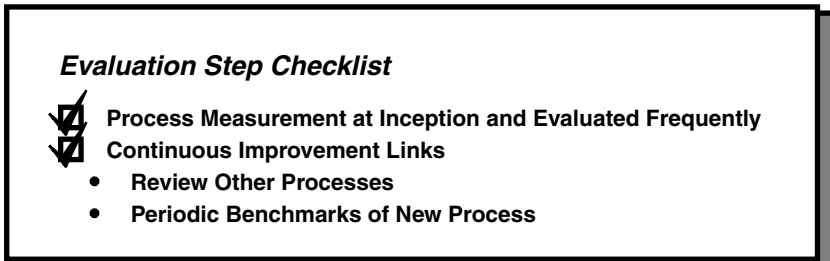 Evaluation Step Checklist
Process Measurement at Inception and Evaluated Frequently
Continuous Improvement Links
• Review Other Processes
• Periodic Benchmarks of New Process